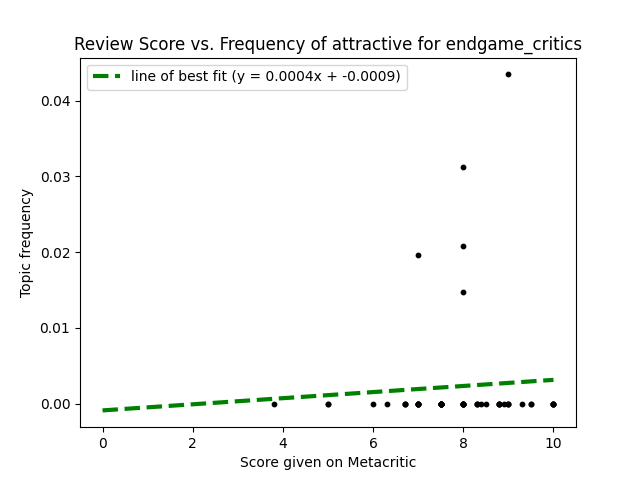 Review Score vs. Frequency of attractive for endgame_critics
line of best fit (y = 0.0004x + -0.0009)
0.04
0.03
0.02
0.01
0.00
Topic frequency
0 2 4 6 8 10
Score given on Metacritic